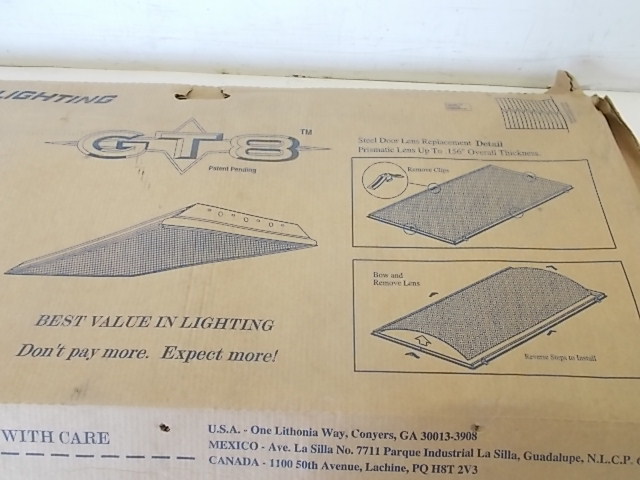 LIGHTING
GT8™
Patent Pending
Steel Door Lens Replacement Detail
Prismatic Lens Up To .156" Overall Thickness.
Remove Clips
Bow and
Remove Lens
Reverse Steps to Install
BEST VALUE IN LIGHTING
Don't pay more. Expect more!
WITH CARE
U.S.A. - One Lithonia Way, Conyers, GA 30013-3908
MEXICO - Ave. La Silla No. 7711 Parque Industrial La Silla, Guadalupe, N.L.C.P.
CANADA - 1100 50th Avenue, Lachine, PQ H8T 2V3